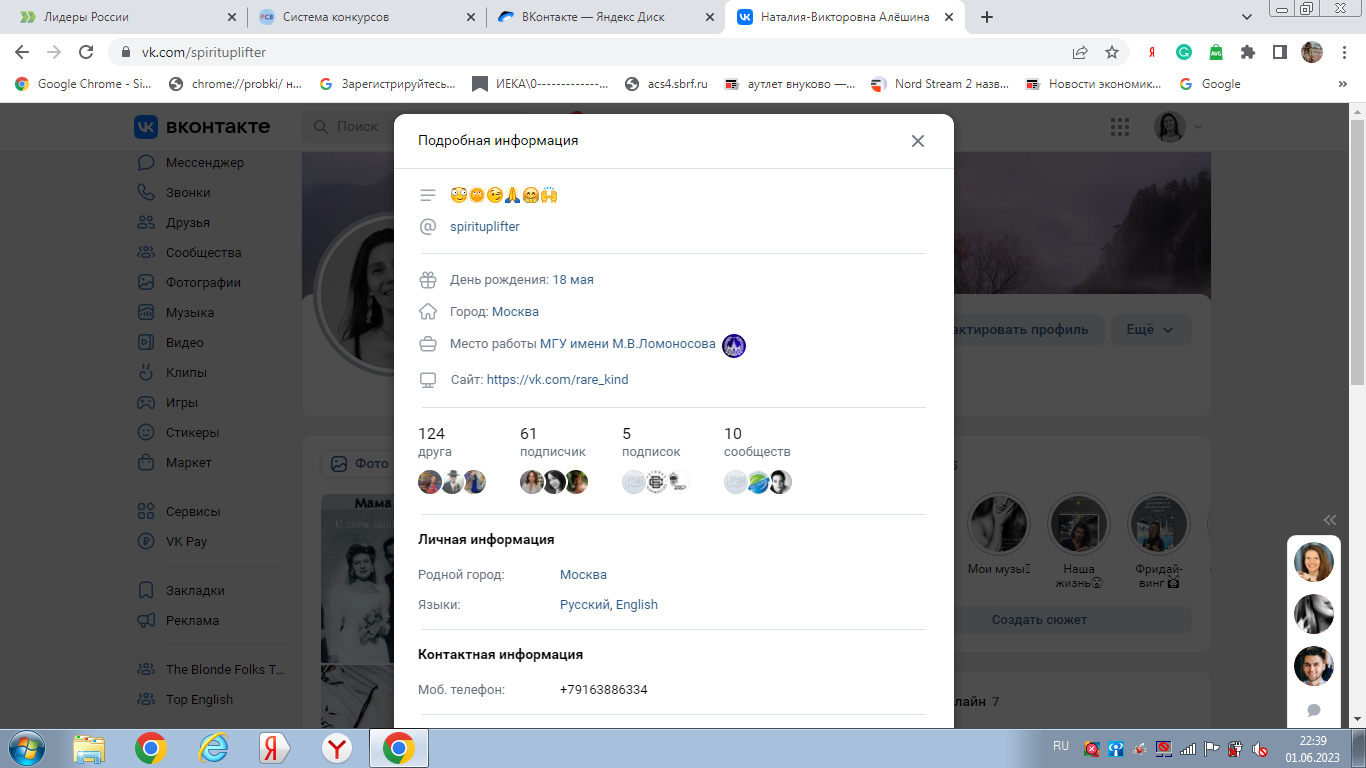 Лидеры России
Система конкурсов
ВКонтакте — Яндекс Диск
Наталия-Викторовна Алёшина
vk.com/spirituplifter
Google Chrome - Si...
chrome://probki/ н...
Зарегистрируйтесь...
ИЕКА\0-------------...
acs4.sbrf.ru
аутлет внуково —...
Nord Stream 2 назв...
Новости экономик...
Google
вконтакте
Поиск
Мессенджер
Звонки
Друзья
Сообщества
Фотографии
Музыка
Видео
Клипы
Игры
Стикеры
Маркет
Сервисы
VK Pay
Закладки
Реклама
The Blonde Folks T...
Top English
Подробная информация
spirituplifter
День рождения: 18 мая
Город: Москва
Место работы МГУ имени М.В.Ломоносова
Сайт: https://vk.com/rare_kind
124
друга
61
подписчик
5
подписок
10
сообществ
Личная информация
Родной город: Москва
Языки: Русский, English
Контактная информация
Моб. телефон: +79163886334
актировать профиль
Ещё
Фото
Мама
Мои музы
Наша
жизнь
Фридай-
винг
Создать сюжет
лайн 7
RU
22:39
01.06.2023